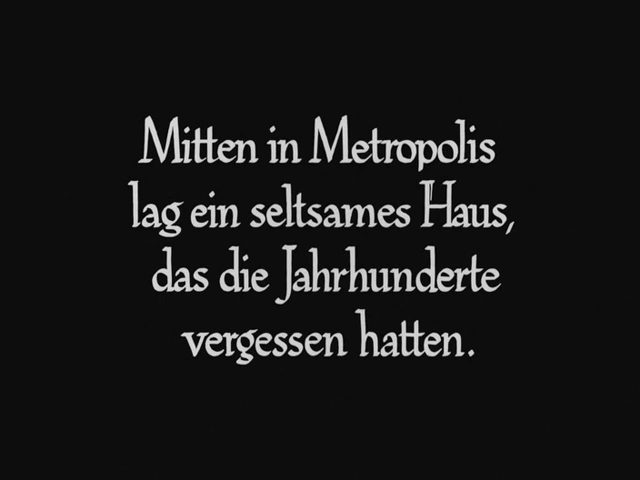 Mitten in Metropolis
lag ein seltsames Haus,
das die Jahrhunderte
vergessen hatten.